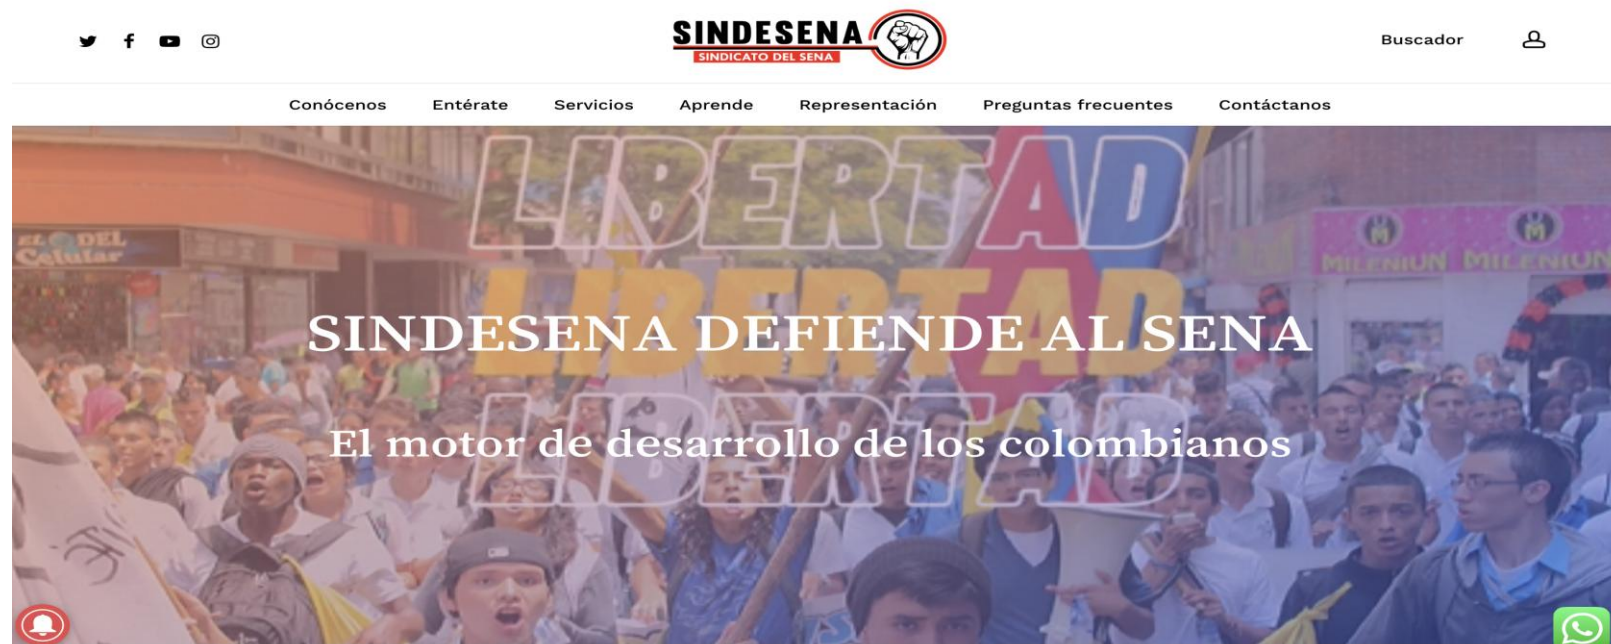 SINDESENA
SINDICATO DEL SENA
Buscador
Conócenos Entérate Servicios Aprende Representación Preguntas frecuentes Contáctanos
LIBERTAD
EL DEL
Celular
MILENIUN MILENIUN
LIBERTAD
SINDESENA DEFIENDE AL SENA
LIBERTAD
El motor de desarrollo de los colombianos